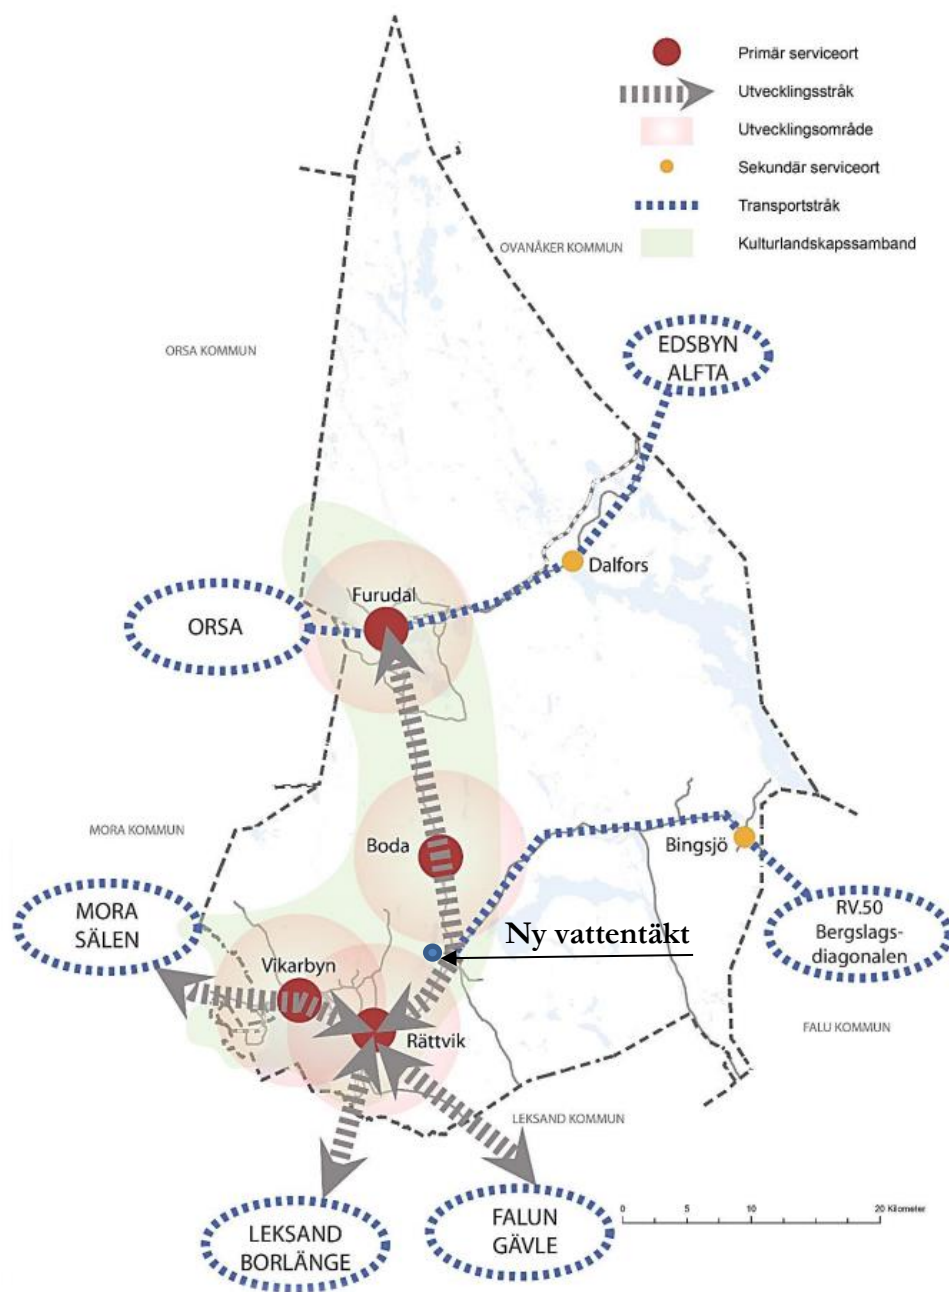 Primär serviceort
Utvecklingsstråk
Utvecklingsområde
Sekundär serviceort
Transportstråk
Kulturlandskapssamband
OVANÅKER KOMMUN
ORSA KOMMUN
EDSBYN
ALFTA
Dalfors
Furudal
ORSA
MORA KOMMUN
Boda
Bingsjö
MORA
SÄLEN
Ny vattentäkt
RV.50
Bergslags-
diagonalen
Vikarbyn
Rättvik
FALU KOMMUN
LEKSAND KOMMUN
LEKSAND
BORLÄNGE
FALUN
GÄVLE
0 5 10 20 Kilometer